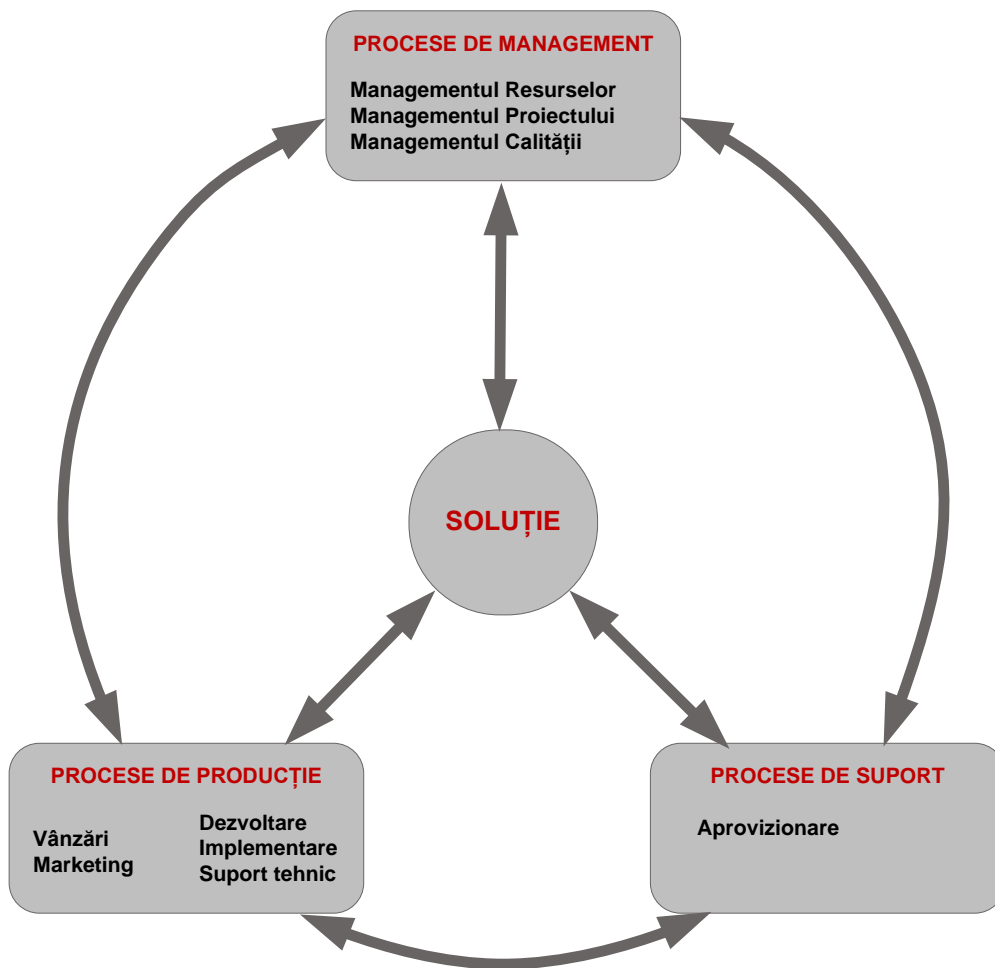 PROCESE DE MANAGEMENT
Managementul Resurselor
Managementul Proiectului
Managementul Calității
SOLUȚIE
PROCESE DE PRODUCȚIE
Vânzări
Marketing
Dezvoltare
Implementare
Suport tehnic
PROCESE DE SUPORT
Aprovizionare